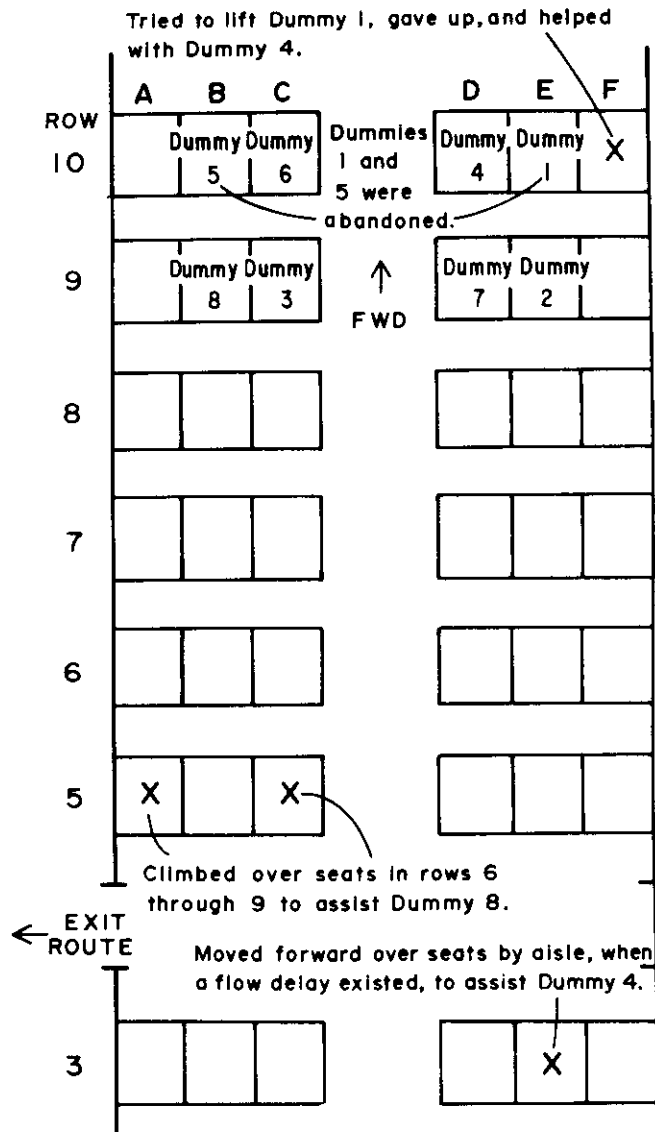 Tried to lift Dummy 1, gave up, and helped
with Dummy 4.
A B C D E F
ROW
10
Dummy 5
Dummy 6
Dummies
1 and
5 were
abandoned.
Dummy 4
Dummy 1
X
9
Dummy 8
Dummy 3
↑
FWD
Dummy 7
Dummy 2
8
7
6
5
X
X
Climbed over seats in rows 6
through 9 to assist Dummy 8.
← EXIT
ROUTE
Moved forward over seats by aisle, when
a flow delay existed, to assist Dummy 4.
3
X